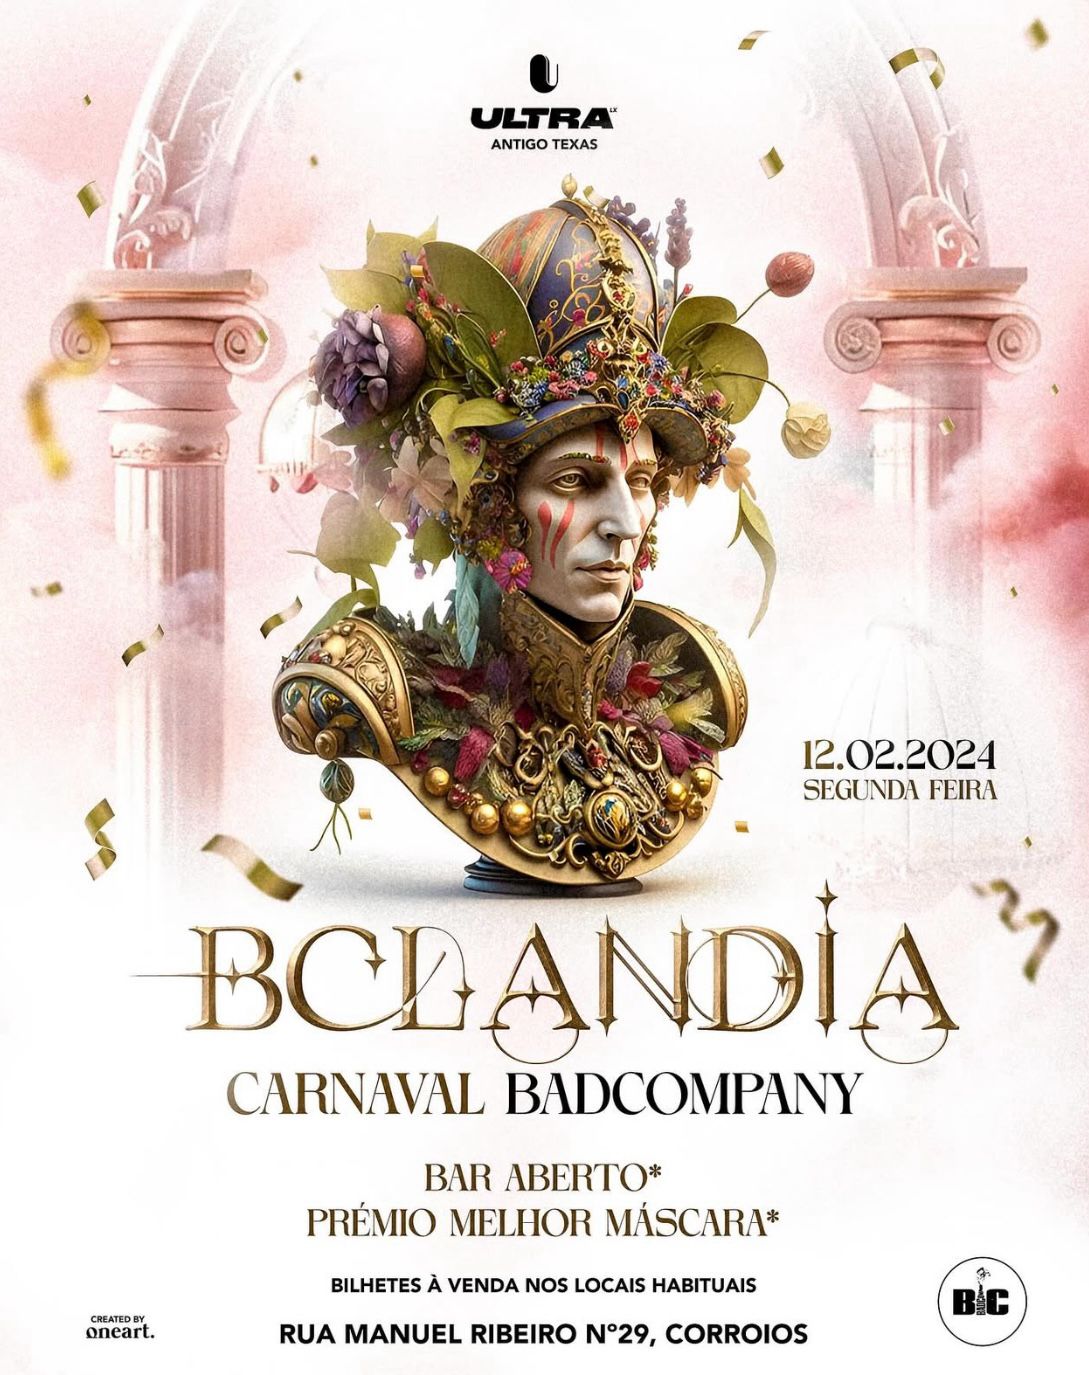 ULTRA LX
ANTIGO TEXAS
12.02.2024
SEGUNDA FEIRA
BCLANDIA
CARNAVAL BADCOMPANY
BAR ABERTO*
PRÉMIO MELHOR MÁSCARA*
BILHETES À VENDA NOS LOCAIS HABITUAIS
RUA MANUEL RIBEIRO Nº29, CORROIOS
CREATED BY
oneart.
BC